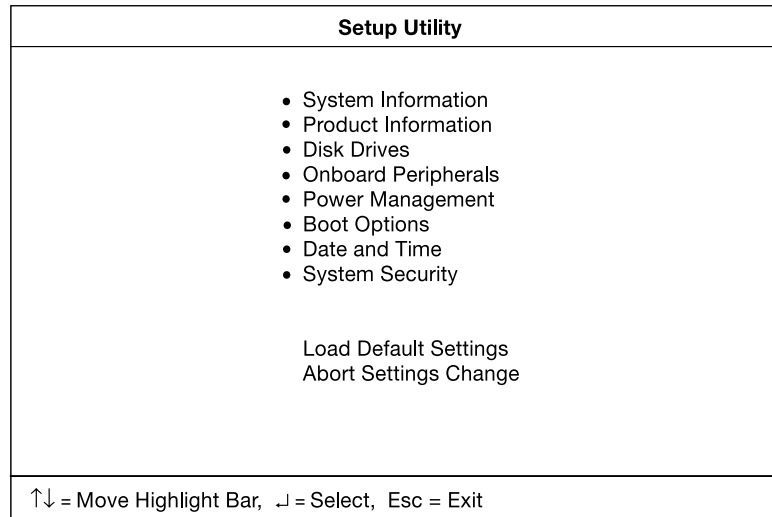 Setup Utility
• System Information
• Product Information
• Disk Drives
• Onboard Peripherals
• Power Management
• Boot Options
• Date and Time
• System Security
Load Default Settings
Abort Settings Change
↑↓ = Move Highlight Bar, ↵ = Select, Esc = Exit